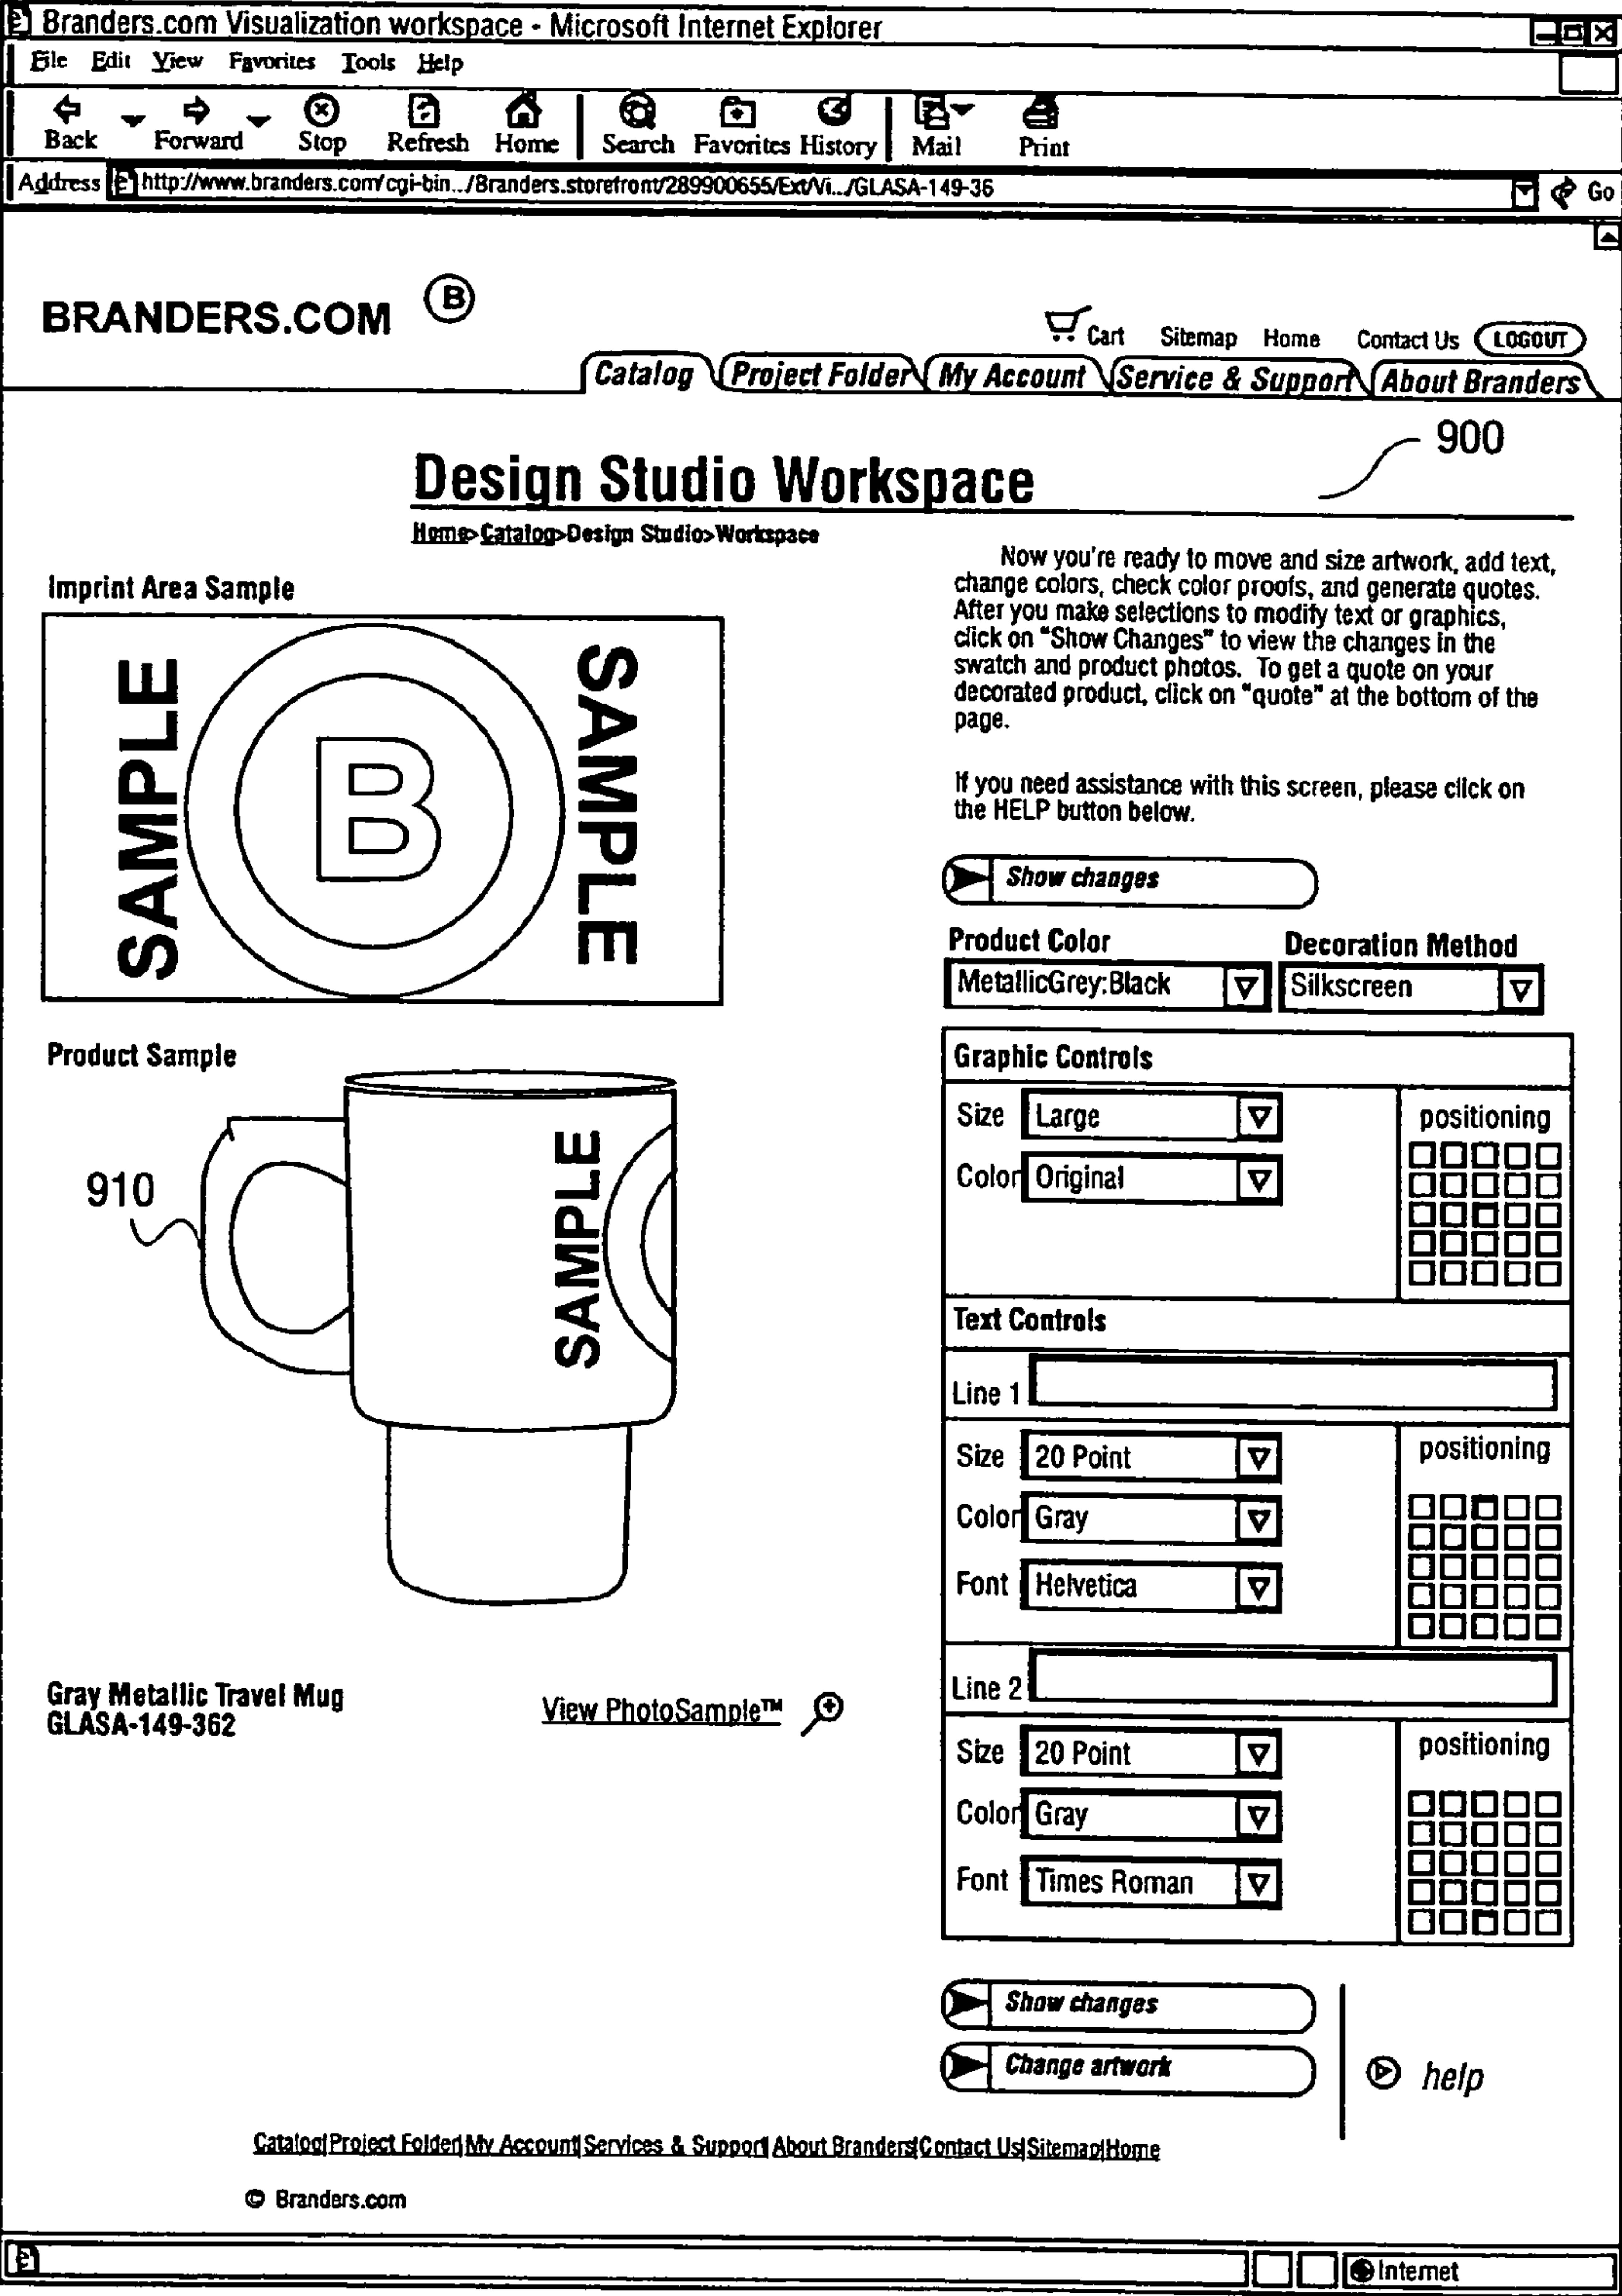 Branders.com Visualization workspace - Microsoft Internet Explorer
File Edit View Favorites Tools Help
Back Forward Stop Refresh Home Search Favorites History Mail Print
Address http://www.branders.com/cgi-bin../Branders.storefront/289900655/Ext/Vi../GLASA-149-36 Go
BRANDERS.COM B
Cart Sitemap Home Contact Us LOGOUT
Catalog Project Folder My Account Service & Support About Branders
900
Design Studio Workspace
Home>Catalog>Design Studio>Workspace
Imprint Area Sample
SAMPLE B SAMPLE
Product Sample
910
SAMPLE
Gray Metallic Travel Mug
GLASA-149-362
View PhotoSample™
Now you're ready to move and size artwork, add text,
change colors, check color proofs, and generate quotes.
After you make selections to modify text or graphics,
click on "Show Changes" to view the changes in the
swatch and product photos. To get a quote on your
decorated product, click on "quote" at the bottom of the
page.
If you need assistance with this screen, please click on
the HELP button below.
Show changes
Product Color Decoration Method
MetallicGrey:Black Silkscreen
Graphic Controls
Size Large positioning
Color Original
Text Controls
Line 1
Size 20 Point positioning
Color Gray
Font Helvetica
Line 2
Size 20 Point positioning
Color Gray
Font Times Roman
Show changes
Change artwork
help
Catalog|Project Folder|My Account|Services & Support|About Branders|Contact Us|Sitemap|Home
© Branders.com
Internet